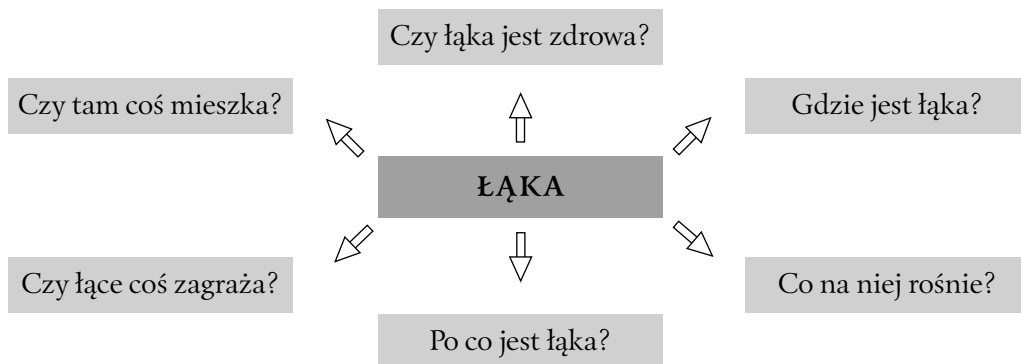 Czy łąka jest zdrowa?
Czy tam coś mieszka?
Gdzie jest łąka?
ŁĄKA
Czy łące coś zagraża?
Co na niej rośnie?
Po co jest łąka?